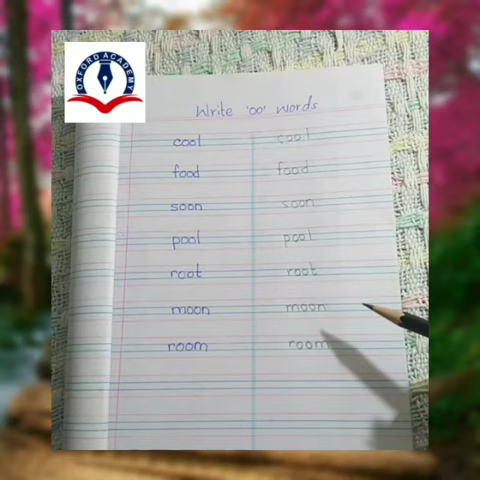 OXFORD ACADEMY
Write 'oo' words
cool cool
food food
soon soon
pool pool
root root
moon moon
room room